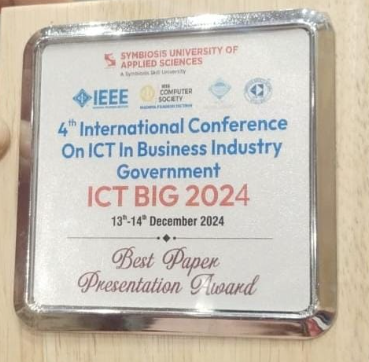 SYMBIOSIS UNIVERSITY OF
APPLIED SCIENCES
A Symbiosis Skill University
IEEE
IEEE
COMPUTER
SOCIETY
4th International Conference
On ICT In Business Industry
Government
ICT BIG 2024
13th-14th December 2024
Best Paper
Presentation Award